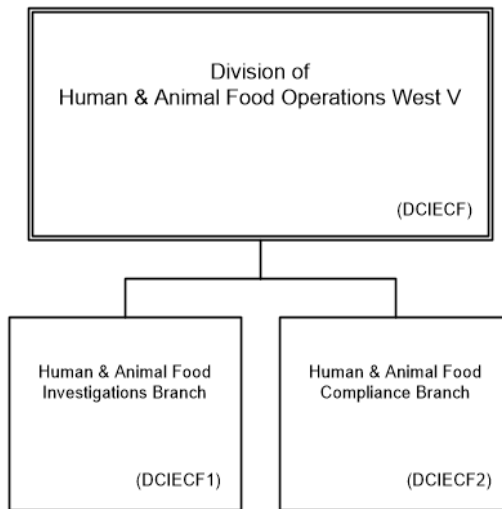 Division of
Human & Animal Food Operations West V
(DCIECF)
Human & Animal Food
Investigations Branch
(DCIECF1)
Human & Animal Food
Compliance Branch
(DCIECF2)